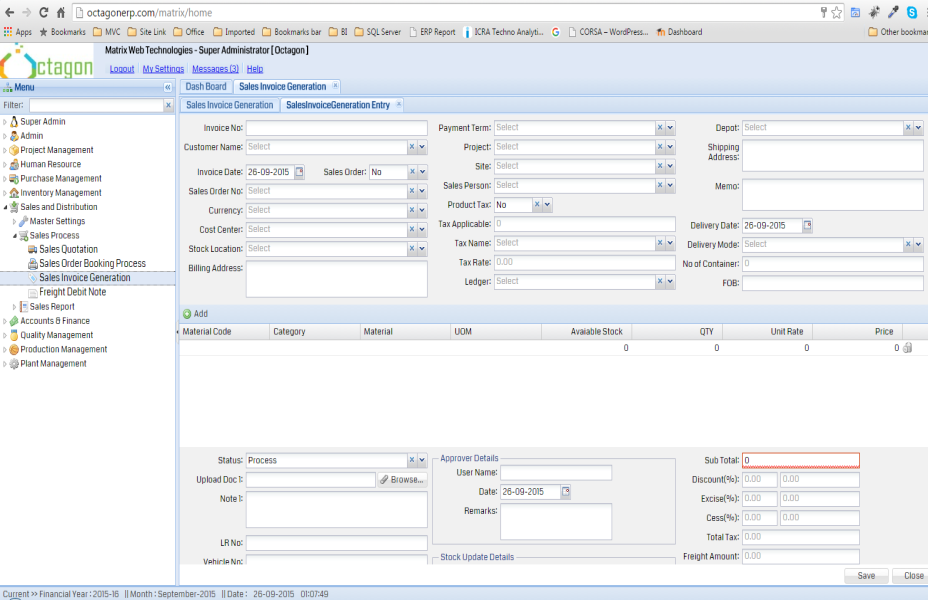 octagonerp.com/matrix/home
Apps Bookmarks MVC Site Link Office Imported Bookmarks bar BI SQL Server ERP Report ICRA Techno Analyti... CORSA – WordPress... Dashboard Other bookmar
Matrix Web Technologies - Super Administrator [ Octagon ]
ctagon
Logout My Settings Messages (3) Help
Menu
Dash Board Sales Invoice Generation
Filter:
Sales Invoice Generation SalesInvoiceGeneration Entry
Super Admin
Admin
Project Management
Human Resource
Purchase Management
Inventory Management
Sales and Distribution
Master Settings
Sales Process
Sales Quotation
Sales Order Booking Process
Sales Invoice Generation
Freight Debit Note
Sales Report
Accounts & Finance
Quality Management
Production Management
Plant Management
Invoice No:
Customer Name: Select
Invoice Date: 26-09-2015 Sales Order: No
Sales Order No: Select
Currency: Select
Cost Center: Select
Stock Location: Select
Billing Address:
Payment Term: Select
Project: Select
Site: Select
Sales Person: Select
Product Tax: No
Tax Applicable: 0
Tax Name: Select
Tax Rate: 0.00
Ledger: Select
Depot: Select
Shipping
Address:
Memo:
Delivery Date: 26-09-2015
Delivery Mode: Select
No of Container: 0
FOB:
Add
Material Code Category Material UOM Avaiable Stock QTY Unit Rate Price
0 0 0 0
Status: Process
Upload Doc 1: Browse...
Note 1:
LR No:
Vehicle No:
Approver Details
User Name:
Date: 26-09-2015
Remarks:
Stock Update Details
Sub Total: 0
Discount(%): 0.00 0.00
Excise(%): 0.00 0.00
Cess(%): 0.00 0.00
Total Tax: 0.00
Freight Amount: 0.00
Save Close
Current >> Financial Year : 2015-16 || Month : September-2015 || Date : 26-09-2015 01:07:49